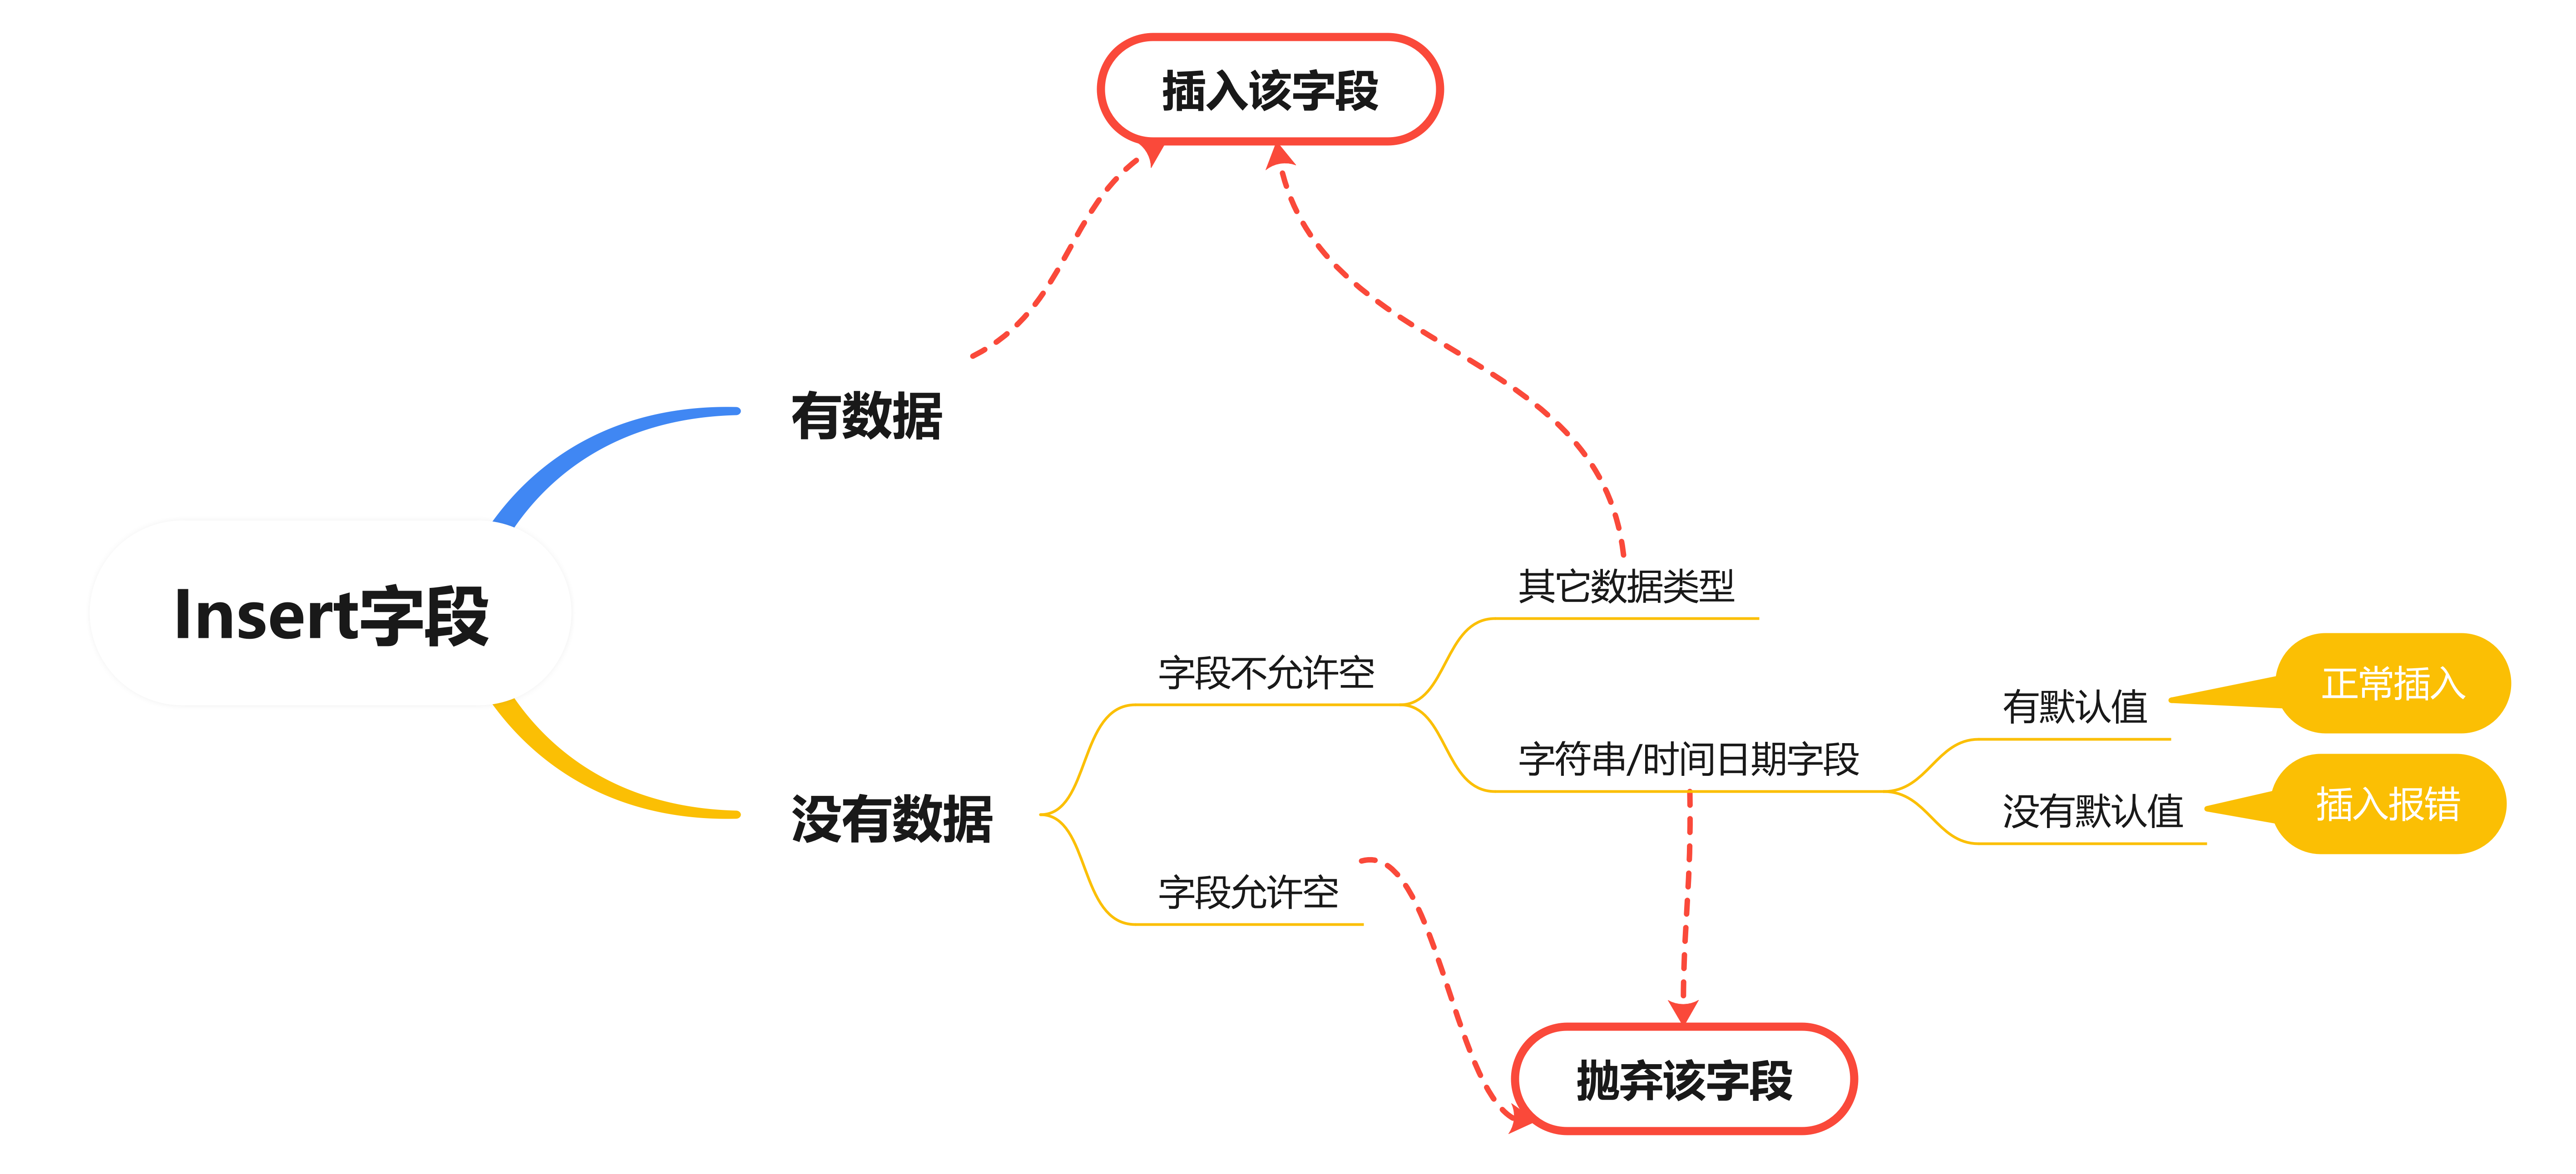 插入该字段
有数据
Insert字段
其它数据类型
字段不允许空
正常插入
有默认值
字符串/时间日期字段
插入报错
没有默认值
没有数据
字段允许空
抛弃该字段